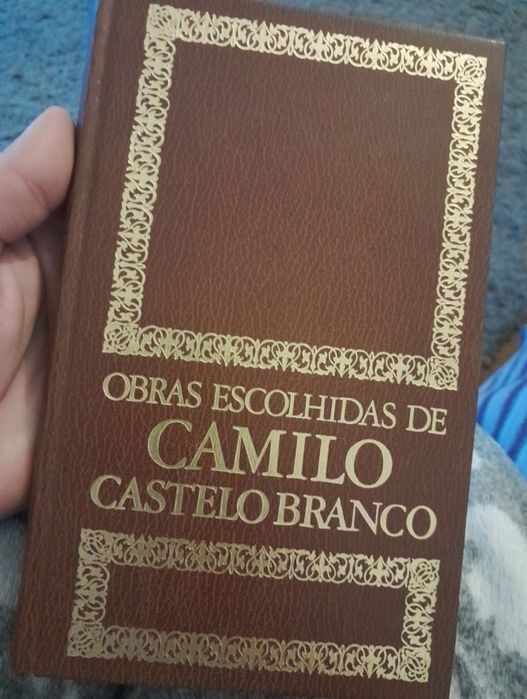 OBRAS ESCOLHIDAS DE
CAMILO
CASTELO BRANCO